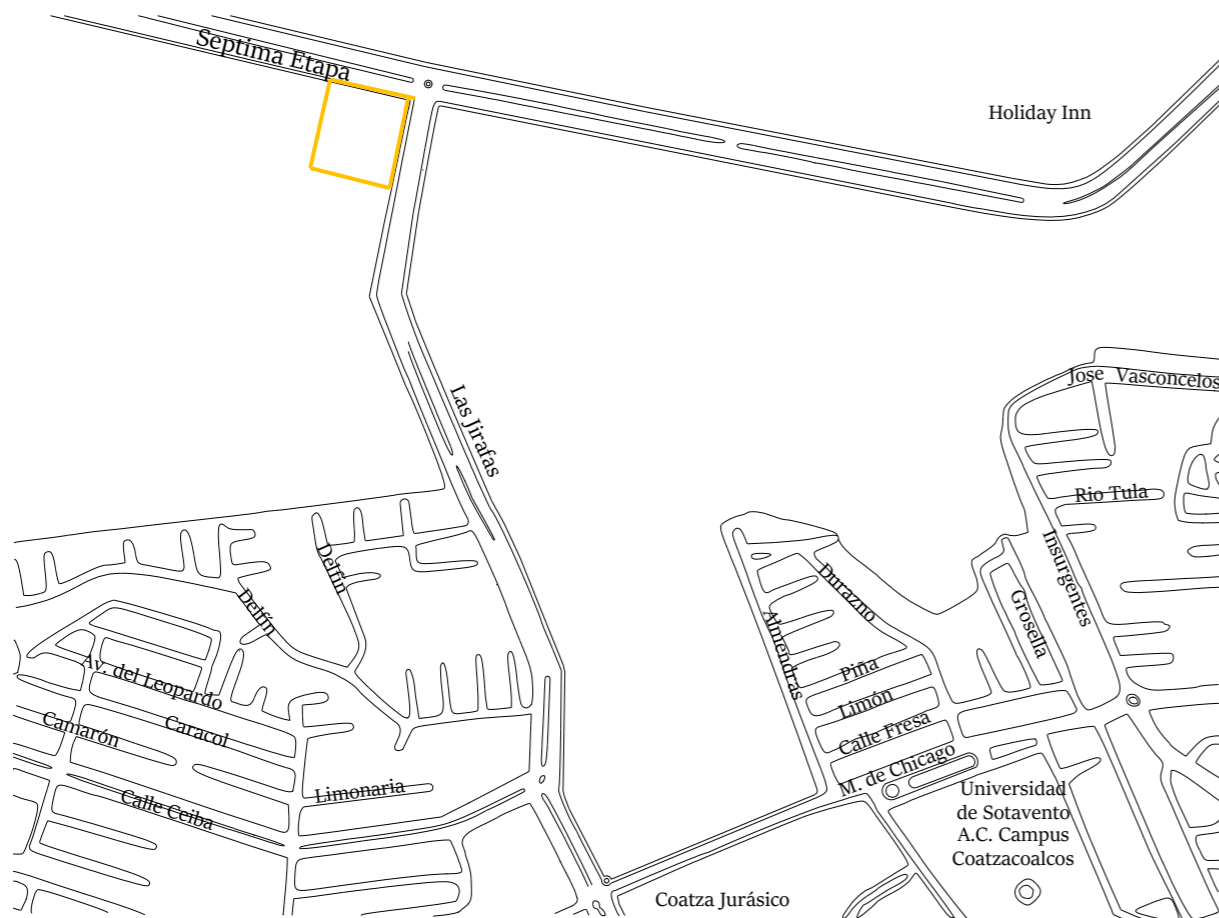 Septima Etapa
Holiday Inn
Jose Vasconcelos
Las Jirafas
Rio Tula
Insurgentes
Delfín
Durazno
Delfín
Grosella
Almendras
Av. del Leopardo
Piña
Limón
Camarón
Caracol
Calle Fresa
M. de Chicago
Limonaria
Calle Ceiba
Universidad
de Sotavento
A.C. Campus
Coatzacoalcos
Coatza Jurásico